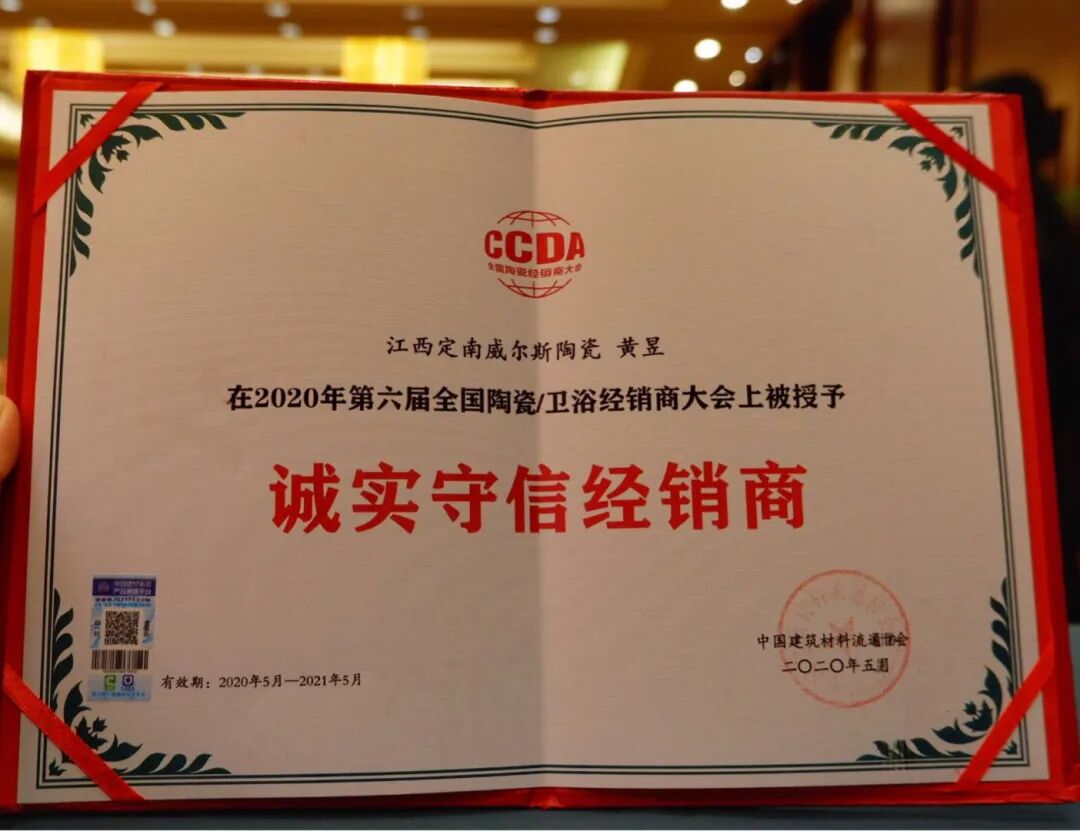 CCDA
全国陶瓷经销商大会
江西定南威尔斯陶瓷 黄昱
在2020年第六届全国陶瓷/卫浴经销商大会上被授予
诚实守信经销商
中国建筑材料流通协会
二〇二〇年五月
有效期：2020年5月—2021年5月